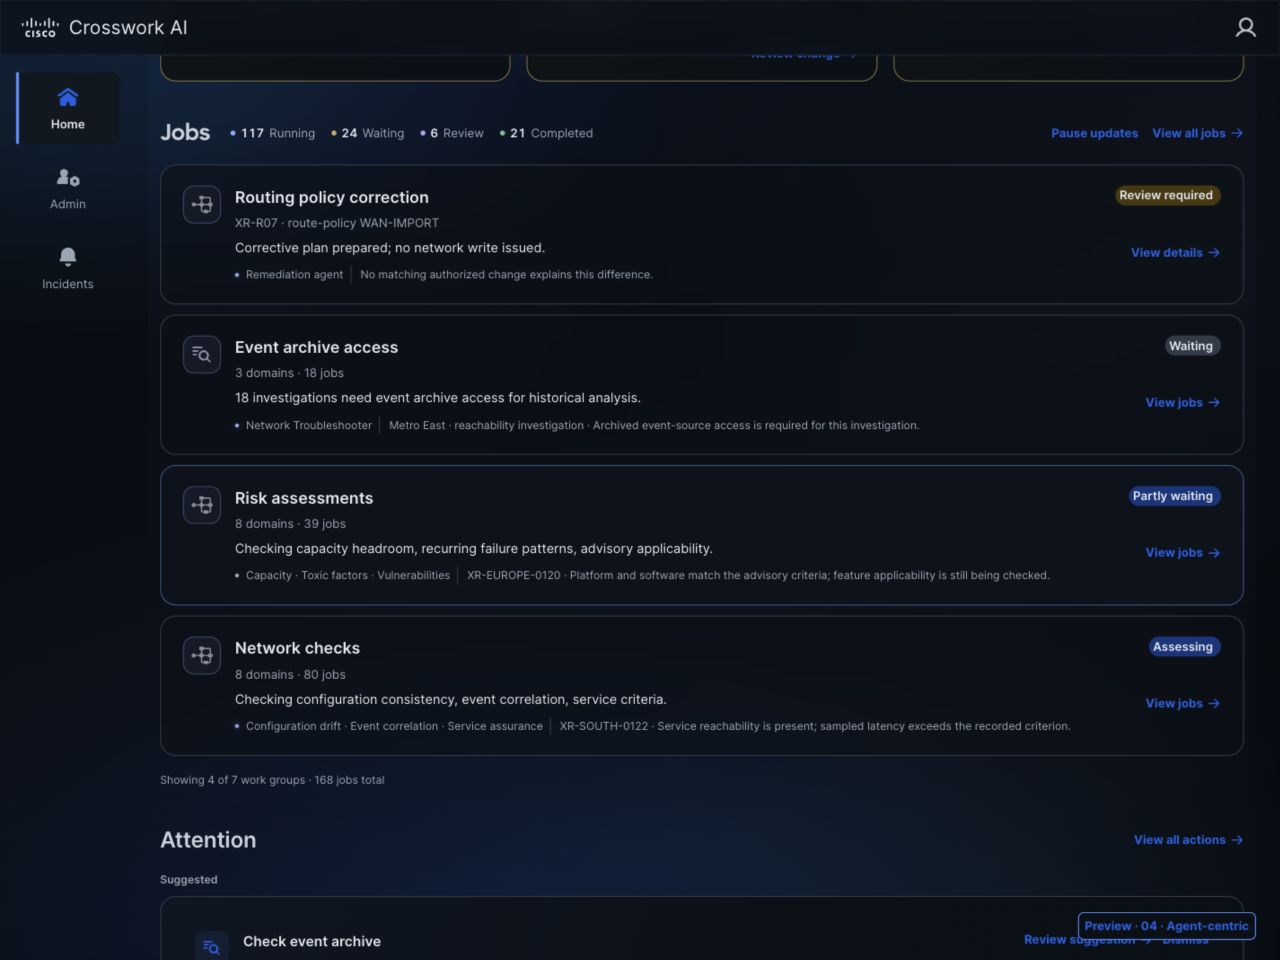 cisco Crosswork AI
Review change →
Home
Admin
Incidents
Jobs • 117 Running • 24 Waiting • 6 Review • 21 Completed Pause updates View all jobs →
Routing policy correction Review required
XR-R07 · route-policy WAN-IMPORT
Corrective plan prepared; no network write issued.
View details →
• Remediation agent | No matching authorized change explains this difference.
Event archive access Waiting
3 domains · 18 jobs
18 investigations need event archive access for historical analysis.
View jobs →
• Network Troubleshooter | Metro East · reachability investigation · Archived event-source access is required for this investigation.
Risk assessments Partly waiting
8 domains · 39 jobs
Checking capacity headroom, recurring failure patterns, advisory applicability.
View jobs →
• Capacity · Toxic factors · Vulnerabilities | XR-EUROPE-0120 · Platform and software match the advisory criteria; feature applicability is still being checked.
Network checks Assessing
8 domains · 80 jobs
Checking configuration consistency, event correlation, service criteria.
View jobs →
• Configuration drift · Event correlation · Service assurance | XR-SOUTH-0122 · Service reachability is present; sampled latency exceeds the recorded criterion.
Showing 4 of 7 work groups · 168 jobs total
Attention View all actions →
Suggested
Preview · 04 · Agent-centric
Check event archive Review suggestion → Dismiss